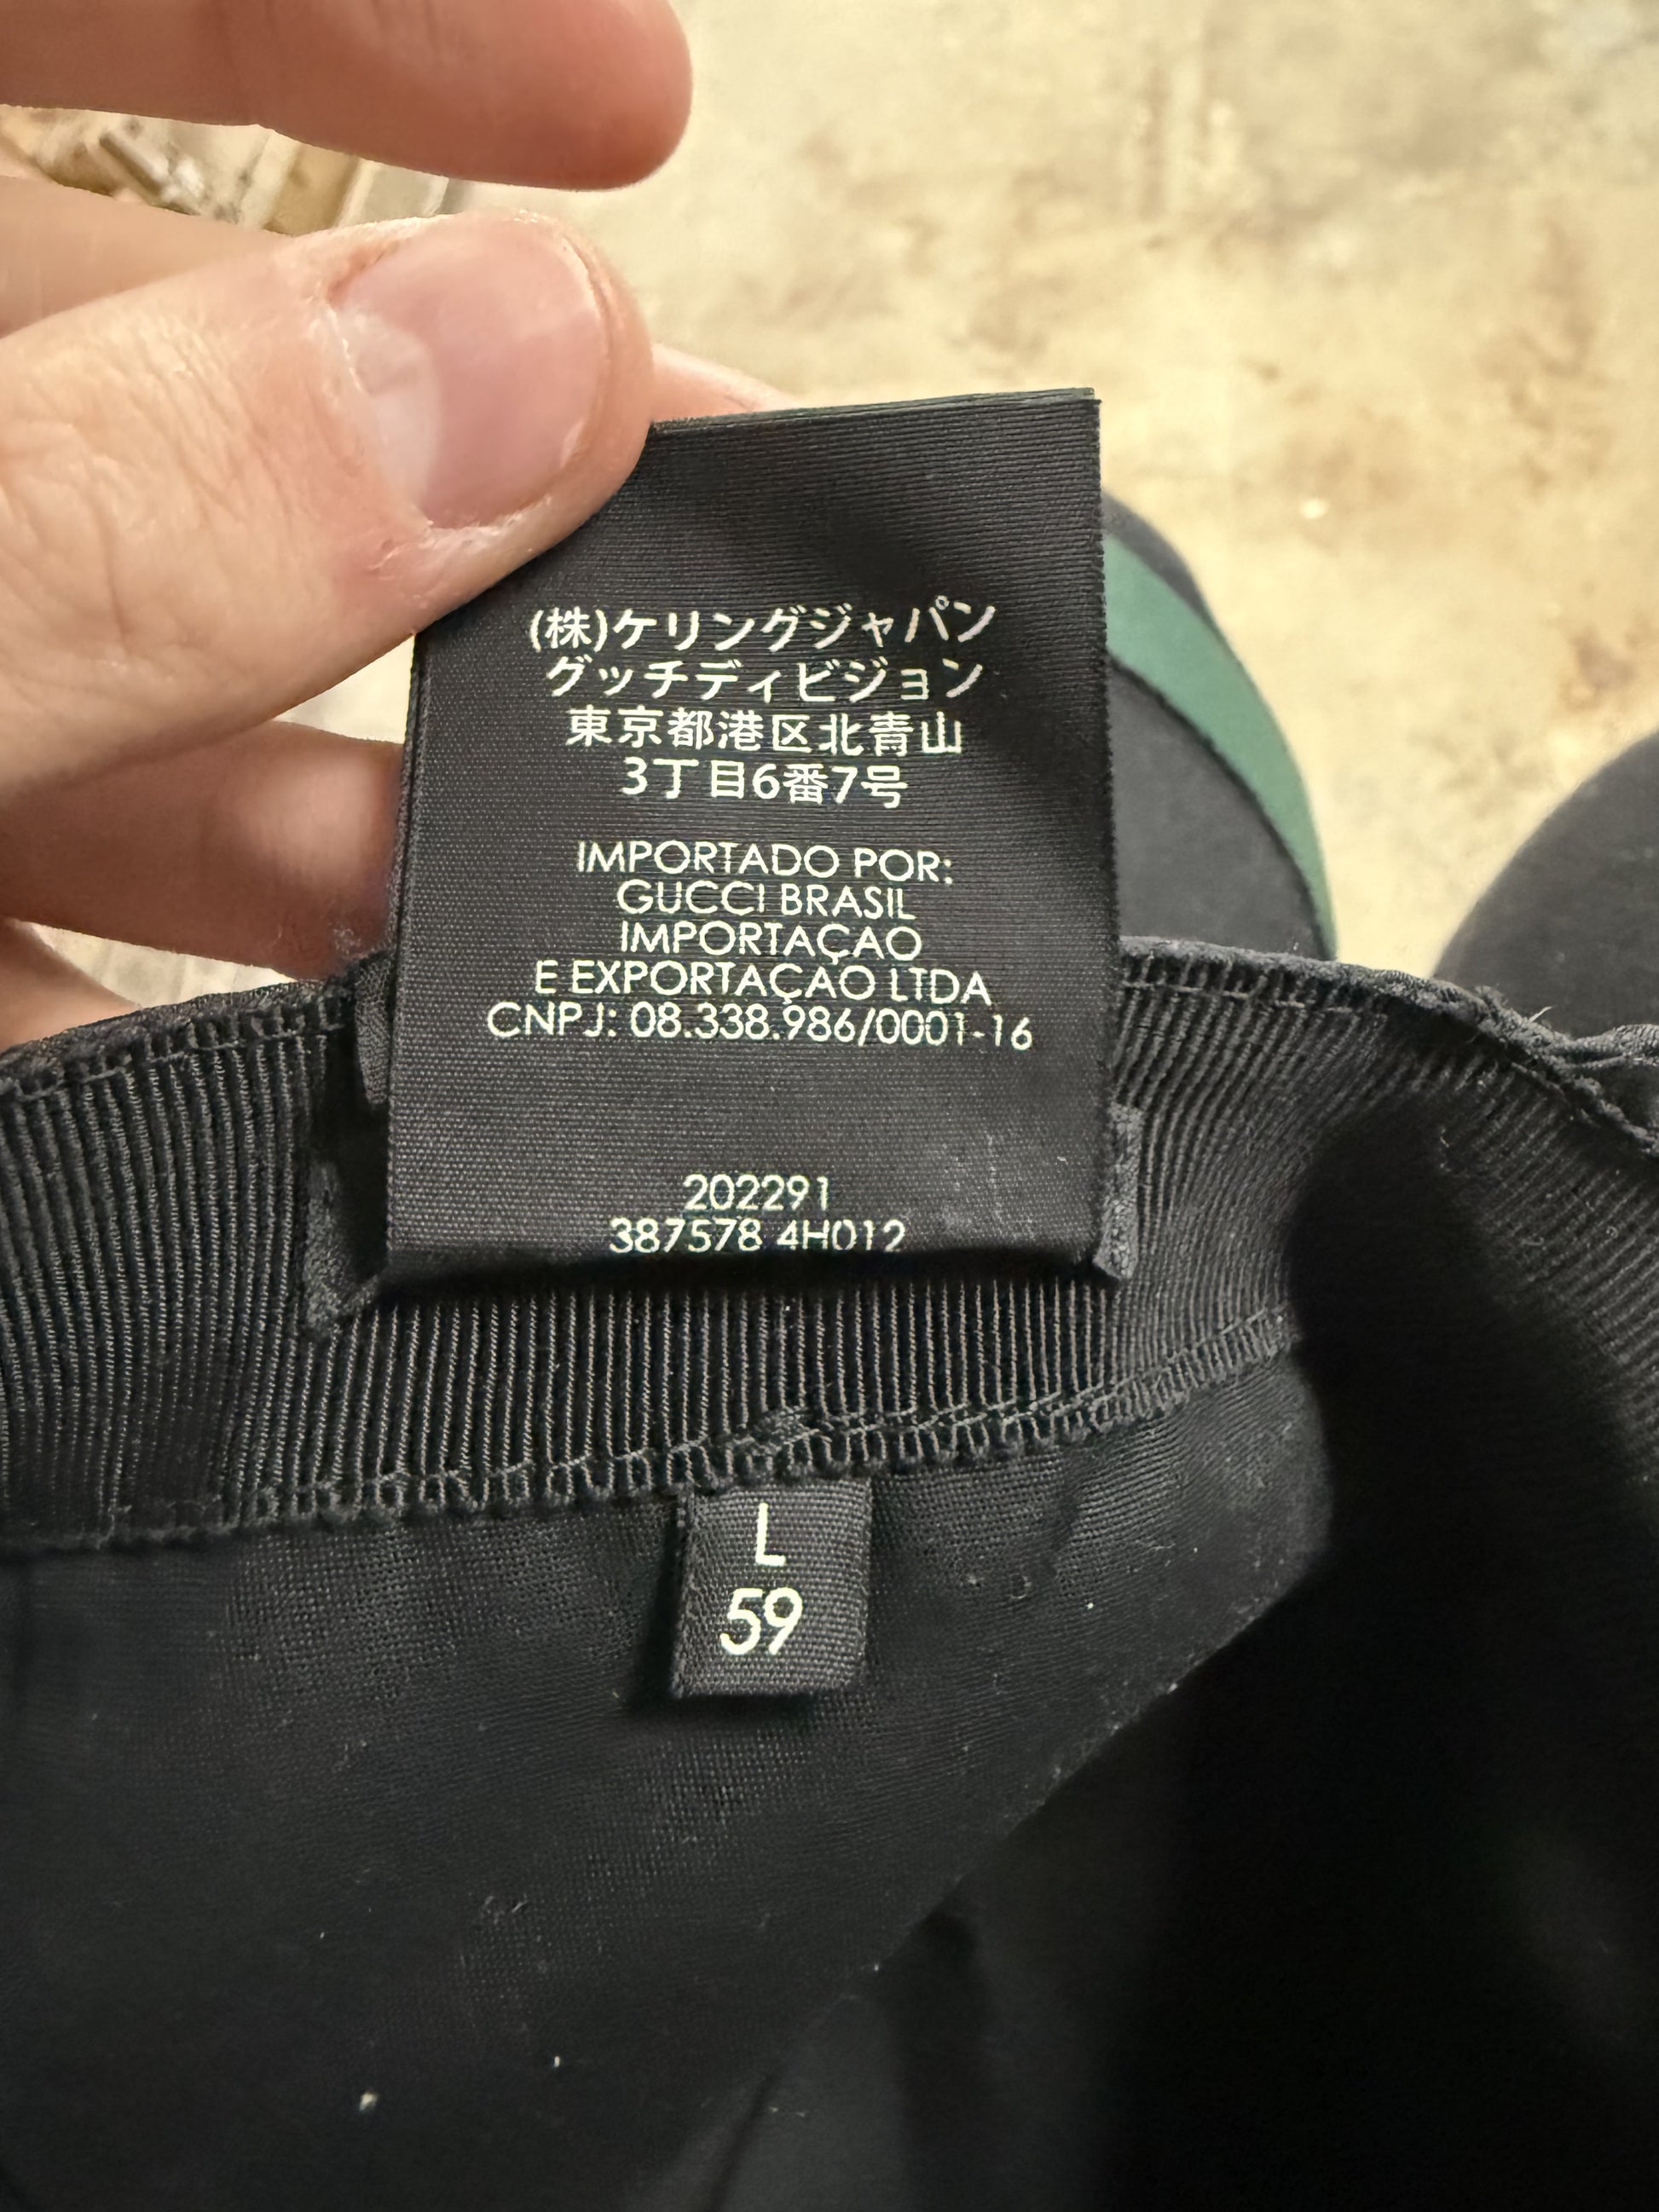 (株)ケリングジャパン
グッチディビジョン
東京都港区北青山
3丁目6番7号
IMPORTADO POR:
GUCCI BRASIL
IMPORTAÇAO
E EXPORTAÇAO LTDA
CNPJ: 08.338.986/0001-16
202291
387578 4H012
L
59